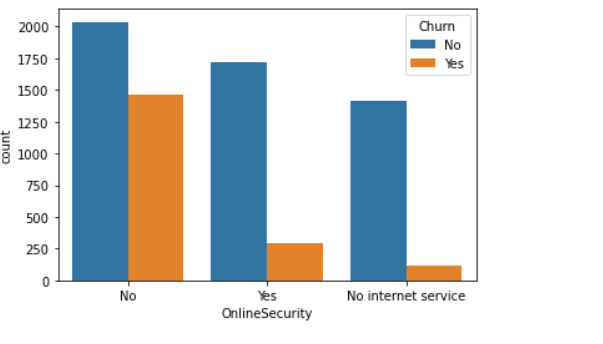 2000
1750
1500
1250
1000
750
500
250
0
count
Churn
No
Yes
No Yes No internet service
OnlineSecurity